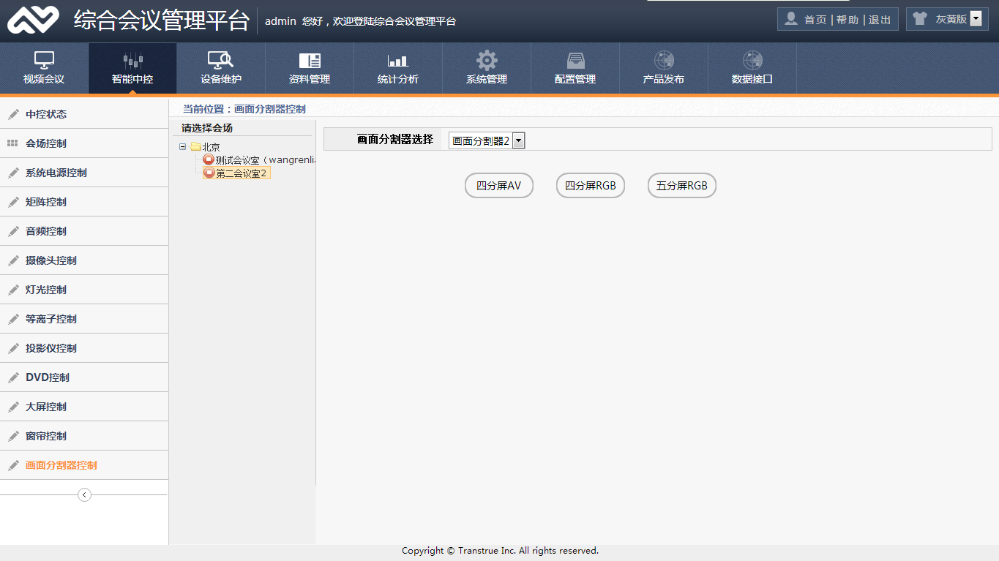 综合会议管理平台
admin 您好，欢迎登陆综合会议管理平台
首页 | 帮助 | 退出
灰黄版
视频会议
智能中控
设备维护
资料管理
统计分析
系统管理
配置管理
产品发布
数据接口
中控状态
会场控制
系统电源控制
矩阵控制
音频控制
摄像头控制
灯光控制
等离子控制
投影仪控制
DVD控制
大屏控制
窗帘控制
画面分割器控制
当前位置：画面分割器控制
请选择会场
北京
测试会议室（wangrenlia
第二会议室2
画面分割器选择
画面分割器2
四分屏AV
四分屏RGB
五分屏RGB
Copyright © Transtrue Inc. All rights reserved.